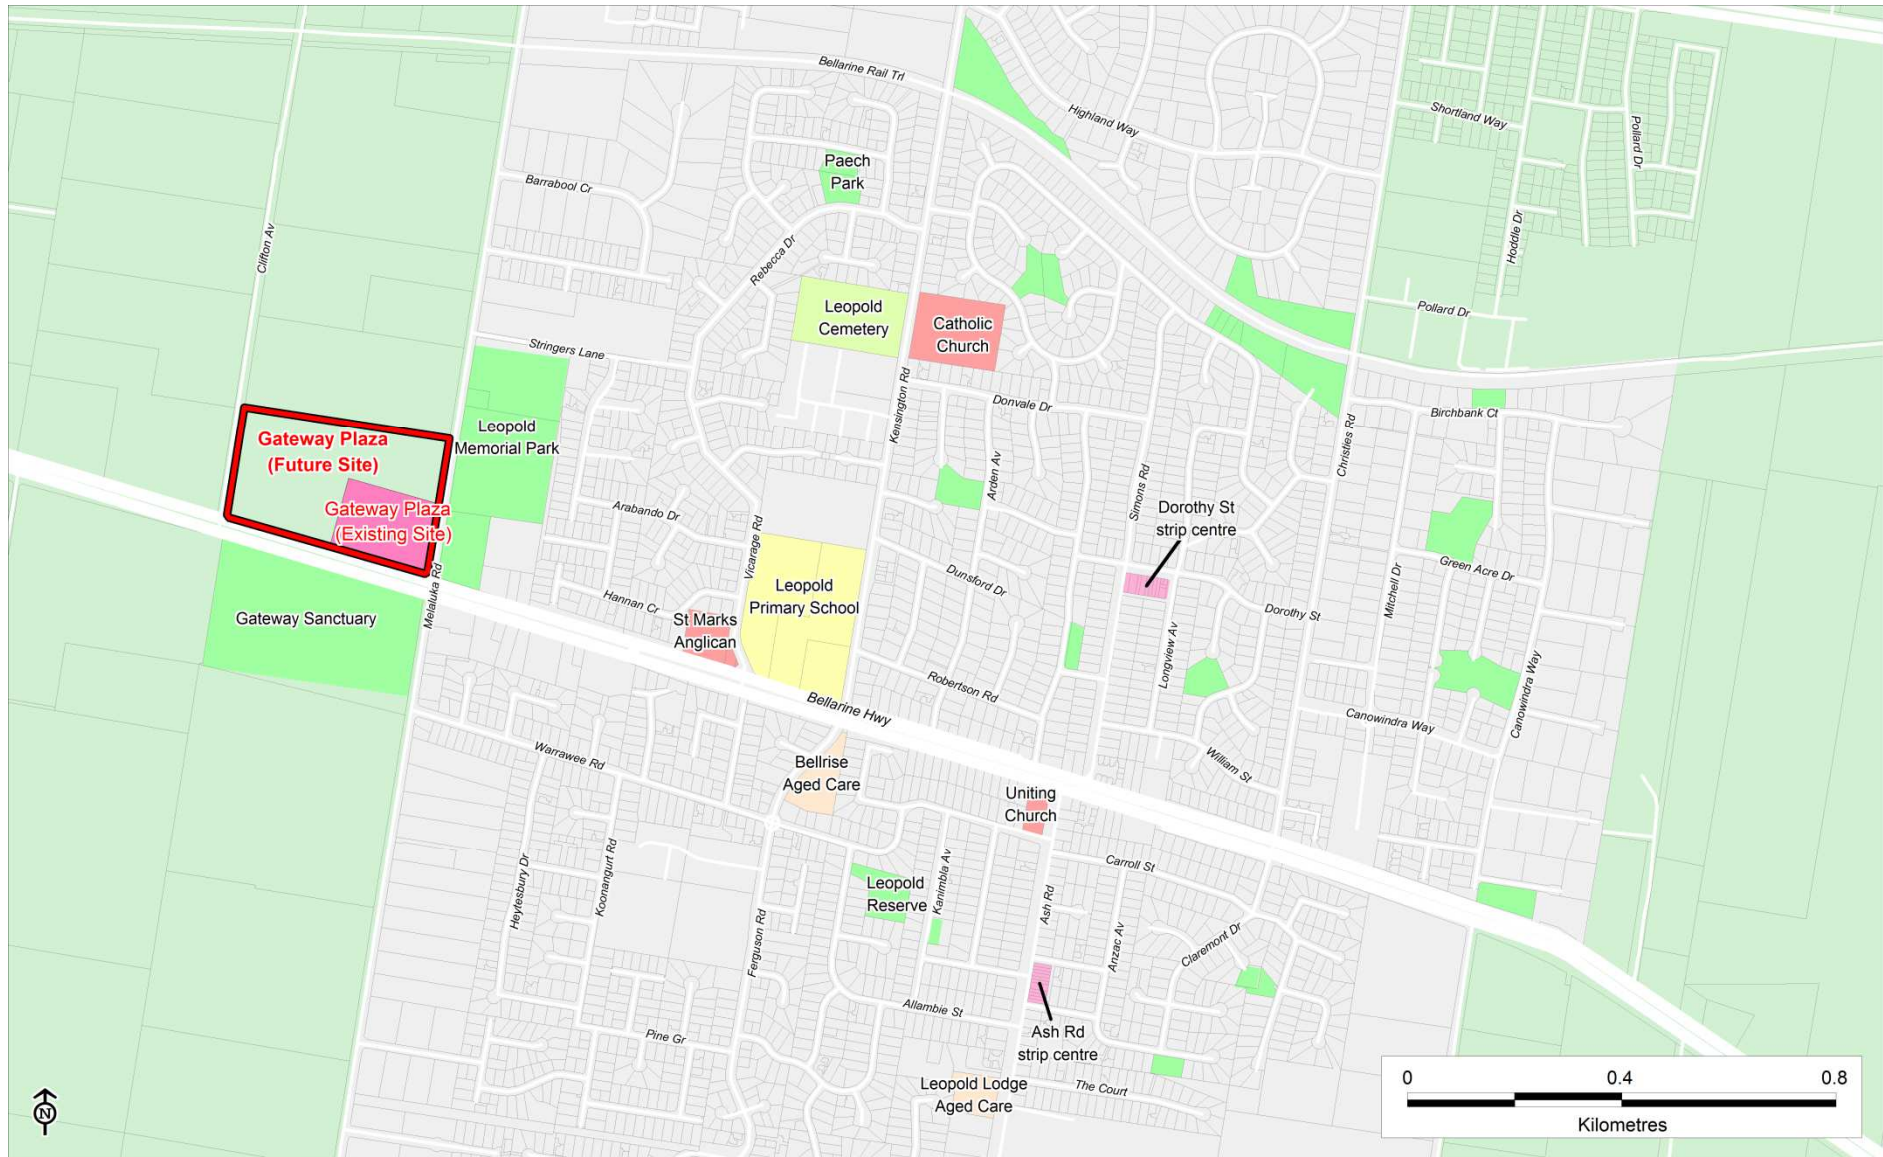 Bellarine Rail Trl
Highland Way
Shortland Way
Pollard Dr
Paech
Park
Barrabool Cr
Clifton Av
Rebecca Dr
Hoddle Dr
Pollard Dr
Leopold
Cemetery
Catholic
Church
Stringers Lane
Kensington Rd
Donvale Dr
Birchbank Ct
Christies Rd
Gateway Plaza
(Future Site)
Leopold
Memorial Park
Arden Av
Simons Rd
Gateway Plaza
(Existing Site)
Arabando Dr
Vicarage Rd
Dorothy St
strip centre
Green Acre Dr
Mitchell Dr
Dunsford Dr
Leopold
Primary School
Melaluka Rd
Hannan Cr
Gateway Sanctuary
St Marks
Anglican
Dorothy St
Longview Av
Robertson Rd
Canowindra Way
Canowindra Way
Bellarine Hwy
Warrawee Rd
William St
Bellrise
Aged Care
Uniting
Church
Carroll St
Heytesbury Dr
Koonangurt Rd
Leopold
Reserve
Kanimbla Av
Ash Rd
Ferguson Rd
Anzac Av
Claremont Dr
Allambie St
Pine Gr
Ash Rd
strip centre
Leopold Lodge
Aged Care
The Court
N
0 0.4 0.8
Kilometres